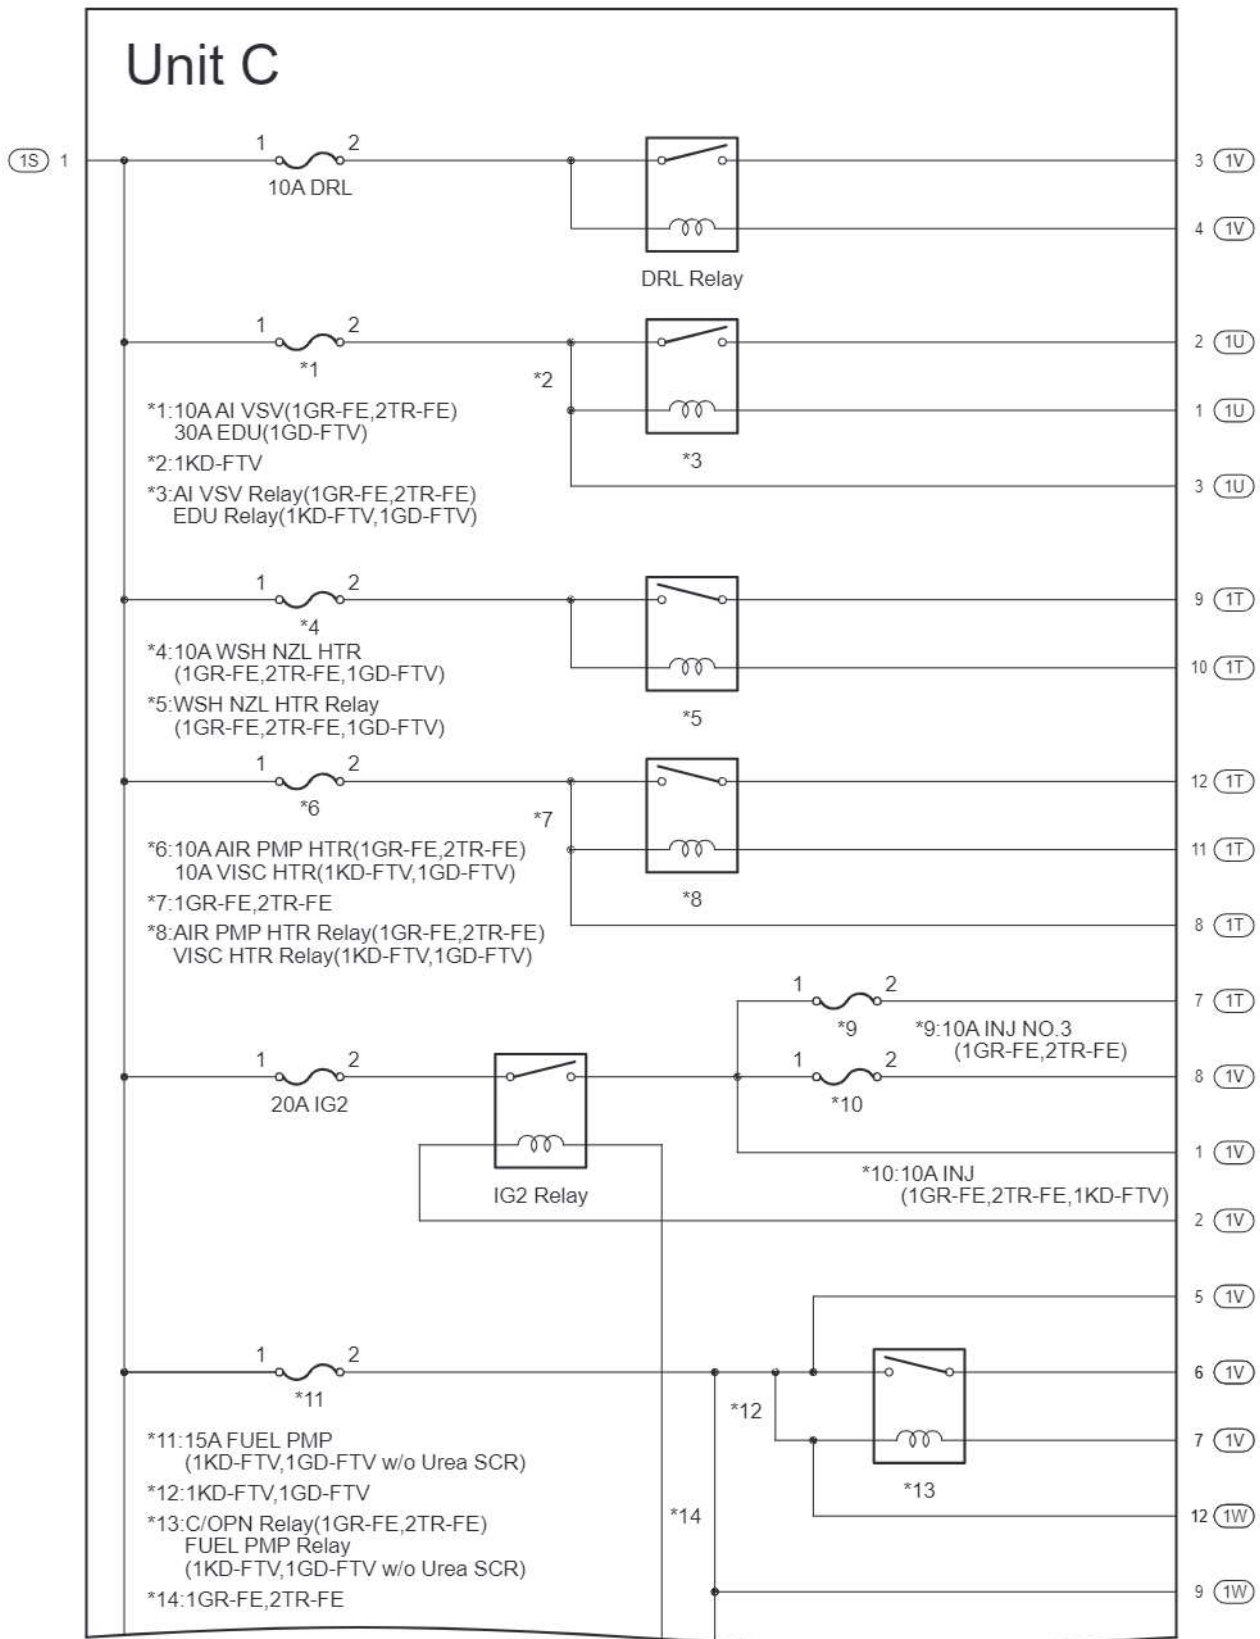 Unit C
1S 1
1 2
10A DRL
3 1V
4 1V
DRL Relay
1 2
*1
*2
2 1U
1 1U
*3
3 1U
*1:10A AI VSV(1GR-FE,2TR-FE)
30A EDU(1GD-FTV)
*2:1KD-FTV
*3:AI VSV Relay(1GR-FE,2TR-FE)
EDU Relay(1KD-FTV,1GD-FTV)
1 2
*4
9 1T
10 1T
*5
*4:10A WSH NZL HTR
(1GR-FE,2TR-FE,1GD-FTV)
*5:WSH NZL HTR Relay
(1GR-FE,2TR-FE,1GD-FTV)
1 2
*6
*7
12 1T
11 1T
*8
8 1T
*6:10A AIR PMP HTR(1GR-FE,2TR-FE)
10A VISC HTR(1KD-FTV,1GD-FTV)
*7:1GR-FE,2TR-FE
*8:AIR PMP HTR Relay(1GR-FE,2TR-FE)
VISC HTR Relay(1KD-FTV,1GD-FTV)
1 2
7 1T
*9
*9:10A INJ NO.3
(1GR-FE,2TR-FE)
1 2
20A IG2
1 2
*10
8 1V
1 1V
IG2 Relay
*10:10A INJ
(1GR-FE,2TR-FE,1KD-FTV)
2 1V
5 1V
1 2
*11
6 1V
*12
7 1V
*13
*14
12 1W
9 1W
*11:15A FUEL PMP
(1KD-FTV,1GD-FTV w/o Urea SCR)
*12:1KD-FTV,1GD-FTV
*13:C/OPN Relay(1GR-FE,2TR-FE)
FUEL PMP Relay
(1KD-FTV,1GD-FTV w/o Urea SCR)
*14:1GR-FE,2TR-FE